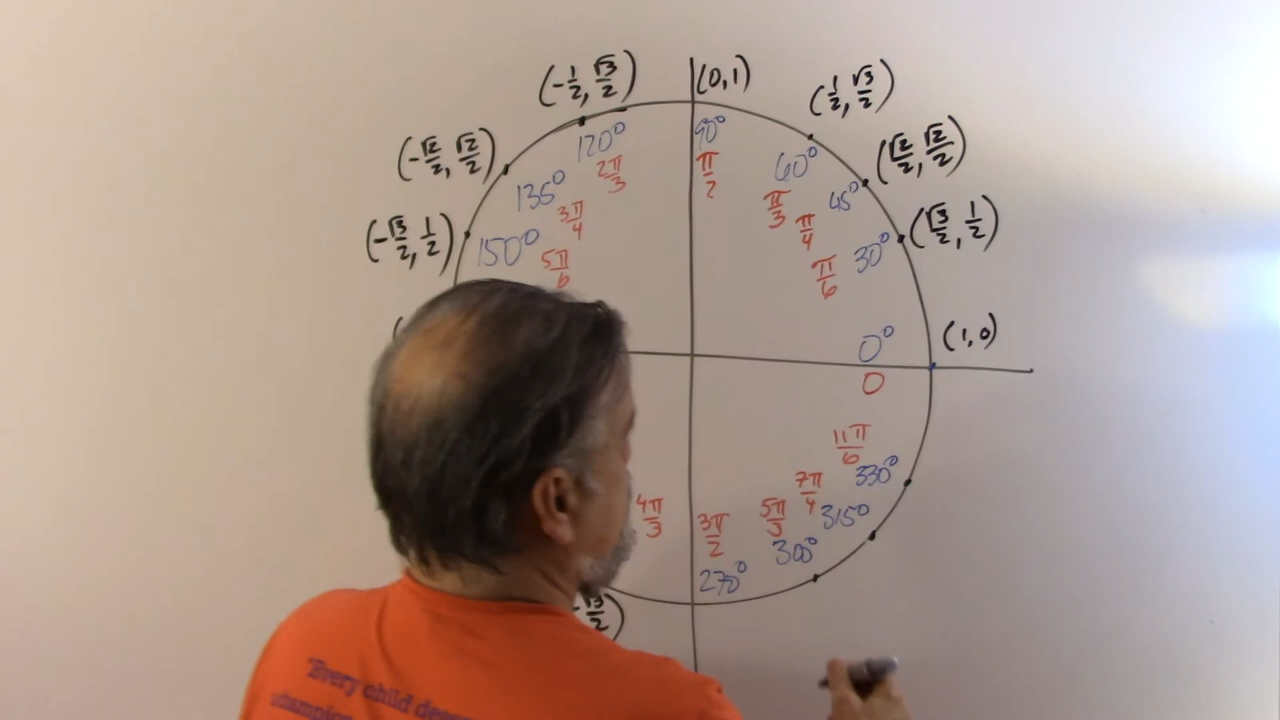 (-1/2, √3/2)
(0,1)
(1/2, √3/2)
(-√2/2, √2/2)
120°
90°
60°
(√2/2, √2/2)
2π/3
π/2
135°
45°
π/3
3π/4
π/4
(-√3/2, 1/2)
150°
5π/6
30°
π/6
(√3/2, 1/2)
(
0°
(1,0)
0
11π/6
330°
7π/4
315°
5π/3
300°
4π/3
3π/2
270°
-√3/2)
"Every child
champion